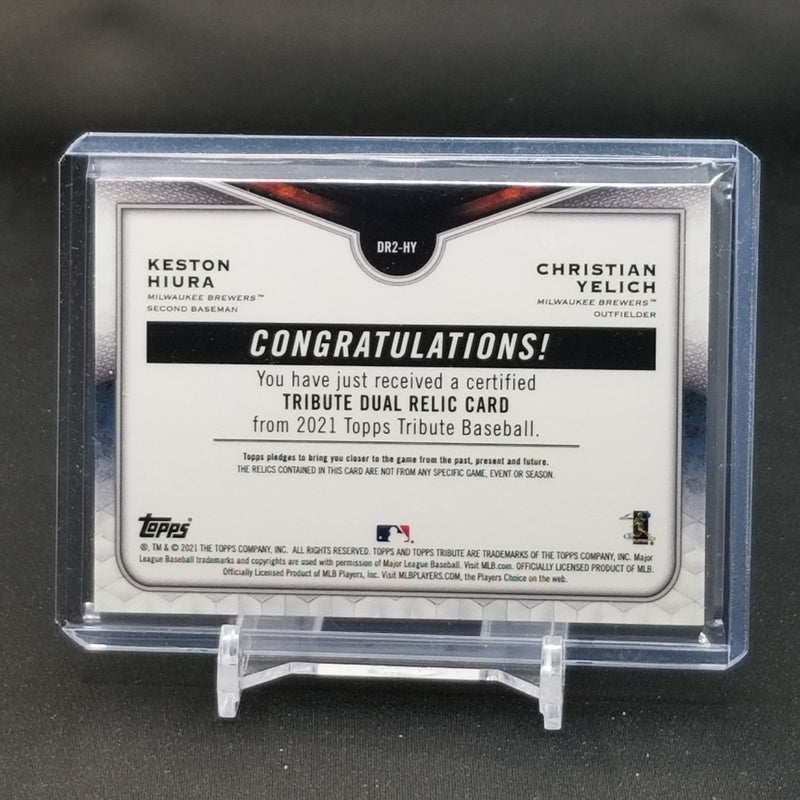 DR2-HY
KESTON
HIURA
MILWAUKEE BREWERS™
SECOND BASEMAN
CHRISTIAN
YELICH
MILWAUKEE BREWERS™
OUTFIELDER
CONGRATULATIONS!
You have just received a certified
TRIBUTE DUAL RELIC CARD
from 2021 Topps Tribute Baseball.
Topps pledges to bring you closer to the game from the past, present and future.
THE RELICS CONTAINED IN THIS CARD ARE NOT FROM ANY SPECIFIC GAME, EVENT OR SEASON.
Topps®
®, TM & © 2021 THE TOPPS COMPANY, INC. ALL RIGHTS RESERVED. TOPPS AND TOPPS TRIBUTE ARE TRADEMARKS OF THE TOPPS COMPANY, INC. Major
League Baseball trademarks and copyrights are used with permission of Major League Baseball. Visit MLB.com. OFFICIALLY LICENSED PRODUCT OF MLB
Officially Licensed Product of MLB Players, Inc. Visit MLBPLAYERS.COM, the Players Choice on the web.